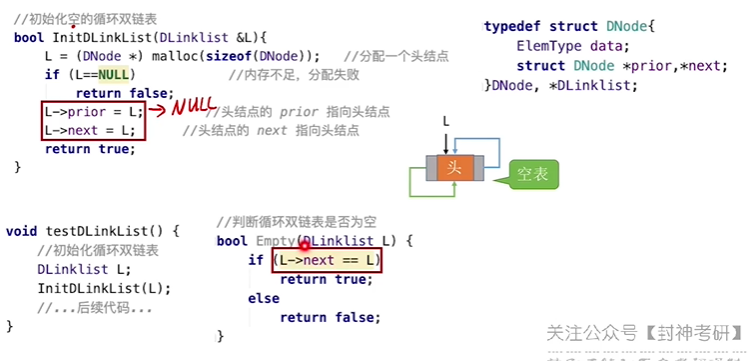 //初始化空的循环双链表
bool InitDLinkList(DLinklist &L){
L = (DNode *) malloc(sizeof(DNode)); //分配一个头结点
if (L==NULL) //内存不足，分配失败
return false;
L->prior = L; → NULL //头结点的 prior 指向头结点
L->next = L; //头结点的 next 指向头结点
return true;
}
typedef struct DNode{
ElemType data;
struct DNode *prior,*next;
}DNode, *DLinklist;
L
头
空表
void testDLinkList() {
//初始化循环双链表
DLinklist L;
InitDLinkList(L);
//...后续代码...
}
//判断循环双链表是否为空
bool Empty(DLinklist L) {
if (L->next == L)
return true;
else
return false;
}
关注公众号【封神考研】